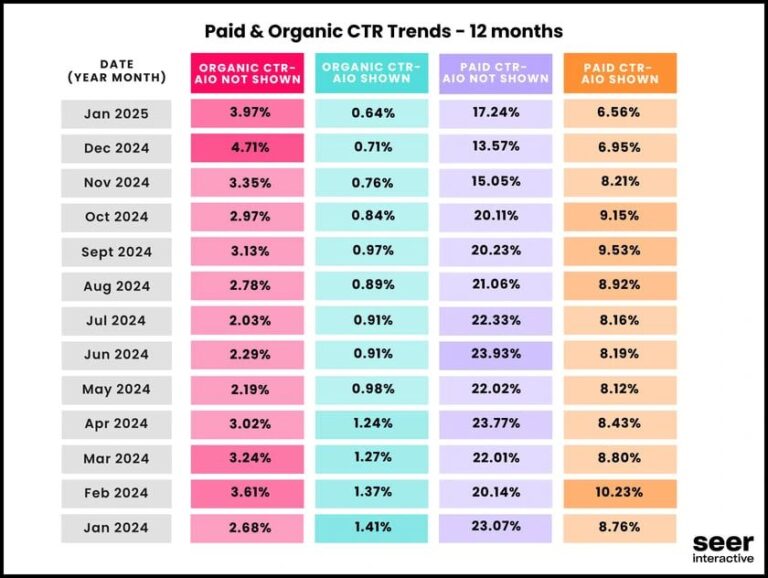 Paid & Organic CTR Trends - 12 months
DATE
(YEAR MONTH)
ORGANIC CTR-
AIO NOT SHOWN
ORGANIC CTR-
AIO SHOWN
PAID CTR-
AIO NOT SHOWN
PAID CTR-
AIO SHOWN
Jan 2025 3.97% 0.64% 17.24% 6.56%
Dec 2024 4.71% 0.71% 13.57% 6.95%
Nov 2024 3.35% 0.76% 15.05% 8.21%
Oct 2024 2.97% 0.84% 20.11% 9.15%
Sept 2024 3.13% 0.97% 20.23% 9.53%
Aug 2024 2.78% 0.89% 21.06% 8.92%
Jul 2024 2.03% 0.91% 22.33% 8.16%
Jun 2024 2.29% 0.91% 23.93% 8.19%
May 2024 2.19% 0.98% 22.02% 8.12%
Apr 2024 3.02% 1.24% 23.77% 8.43%
Mar 2024 3.24% 1.27% 22.01% 8.80%
Feb 2024 3.61% 1.37% 20.14% 10.23%
Jan 2024 2.68% 1.41% 23.07% 8.76%
seer
interactive